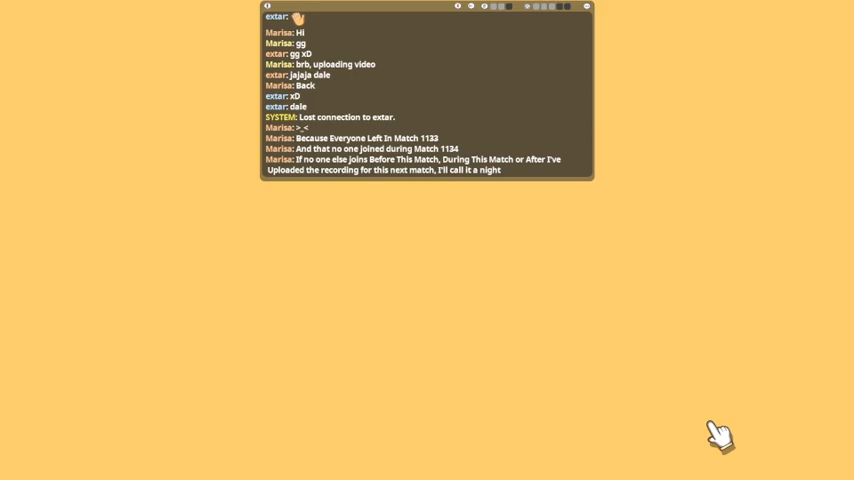 extar: 👋
Marisa: Hi
Marisa: gg
extar: gg xD
Marisa: brb, uploading video
extar: jajaja dale
Marisa: Back
extar: xD
extar: dale
SYSTEM: Lost connection to extar.
Marisa: >_<
Marisa: Because Everyone Left In Match 1133
Marisa: And that no one joined during Match 1134
Marisa: If no one else joins Before This Match, During This Match or After I've
Uploaded the recording for this next match, I'll call it a night